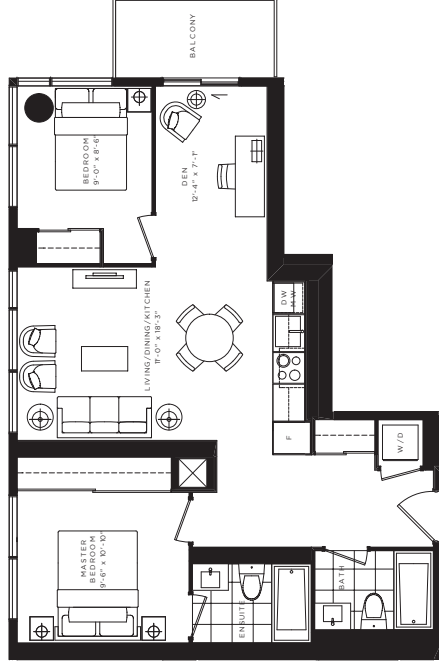 BALCONY
BEDROOM
9'-0" x 8'-6"
DEN
12'-4" x 7'-1"
LIVING/DINING/KITCHEN
11'-0" x 18'-3"
DW
MW
F
W/D
MASTER
BEDROOM
9'-6" x 10'-10"
ENSUITE
BATH